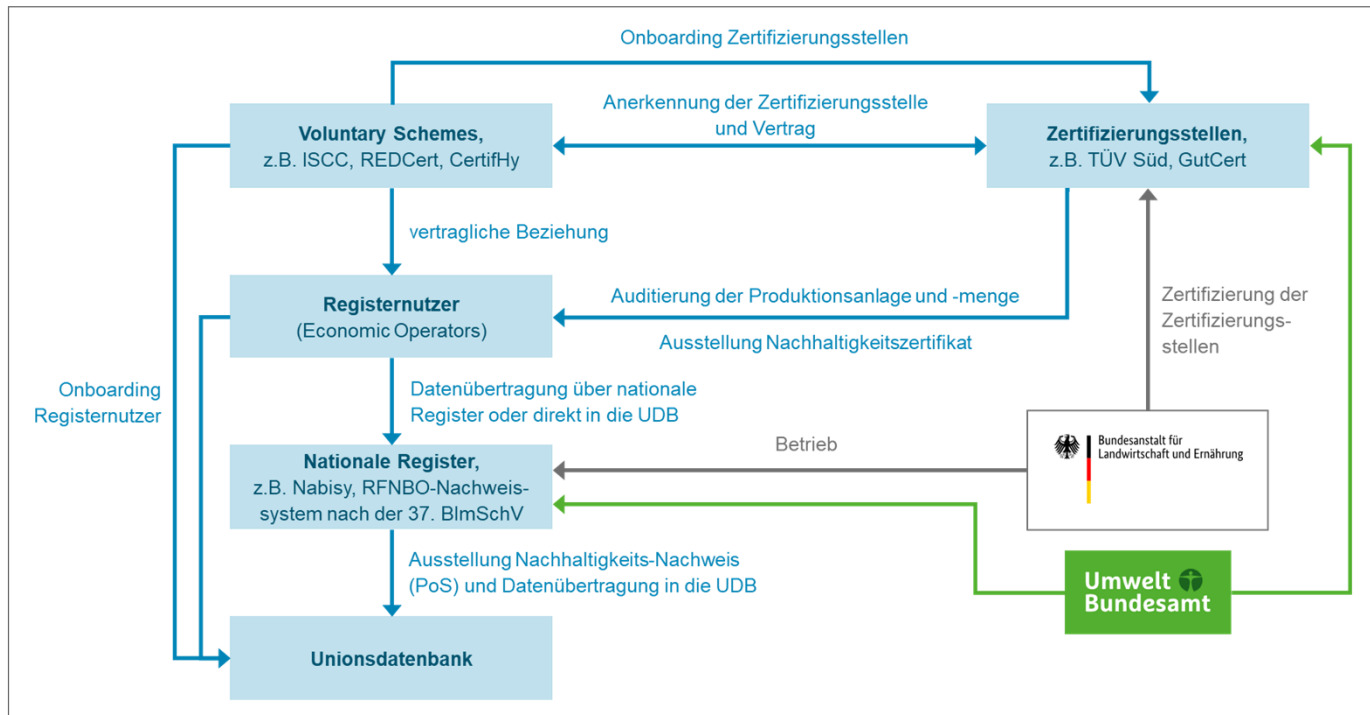 Onboarding Zertifizierungsstellen
Voluntary Schemes,
z.B. ISCC, REDCert, CertifHy
Anerkennung der Zertifizierungsstelle
und Vertrag
Zertifizierungsstellen,
z.B. TÜV Süd, GutCert
vertragliche Beziehung
Registernutzer
(Economic Operators)
Auditierung der Produktionsanlage und -menge
Ausstellung Nachhaltigkeitszertifikat
Zertifizierung der
Zertifizierungs-
stellen
Onboarding
Registernutzer
Datenübertragung über nationale
Register oder direkt in die UDB
Nationale Register,
z.B. Nabisy, RFNBO-Nachweis-
system nach der 37. BImSchV
Betrieb
Bundesanstalt für
Landwirtschaft und Ernährung
Ausstellung Nachhaltigkeits-Nachweis
(PoS) und Datenübertragung in die UDB
Umwelt
Bundesamt
Unionsdatenbank